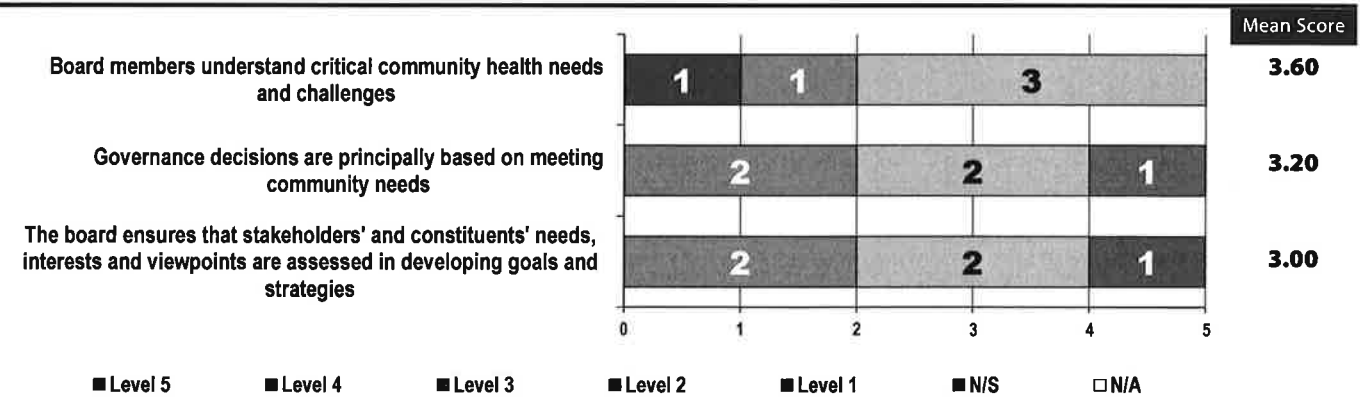 Mean Score
Board members understand critical community health needs
and challenges
1 1 3
3.60
Governance decisions are principally based on meeting
community needs
2 2 1
3.20
The board ensures that stakeholders' and constituents' needs,
interests and viewpoints are assessed in developing goals and
strategies
2 2 1
3.00
0 1 2 3 4 5
Level 5 Level 4 Level 3 Level 2 Level 1 N/S N/A